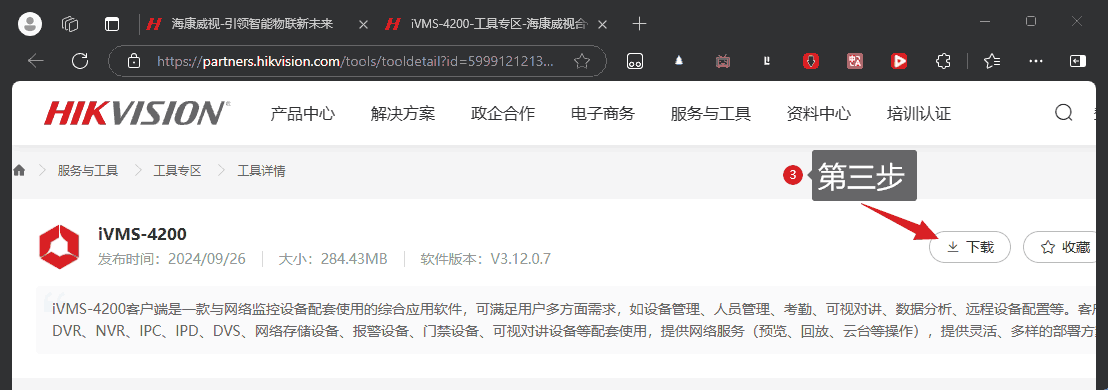 海康威视-引领智能物联新未来
iVMS-4200-工具专区-海康威视合
https://partners.hikvision.com/tools/tooldetail?id=5999121213...
HIKVISION
产品中心 解决方案 政企合作 电子商务 服务与工具 资料中心 培训认证
服务与工具 工具专区 工具详情
3 第三步
iVMS-4200
下载 收藏
发布时间：2024/09/26 大小：284.43MB 软件版本：V3.12.0.7
iVMS-4200客户端是一款与网络监控设备配套使用的综合应用软件，可满足用户多方面需求，如设备管理、人员管理、考勤、可视对讲、数据分析、远程设备配置等。客
DVR、NVR、IPC、IPD、DVS、网络存储设备、报警设备、门禁设备、可视对讲设备等配套使用，提供网络服务（预览、回放、云台等操作），提供灵活、多样的部署方